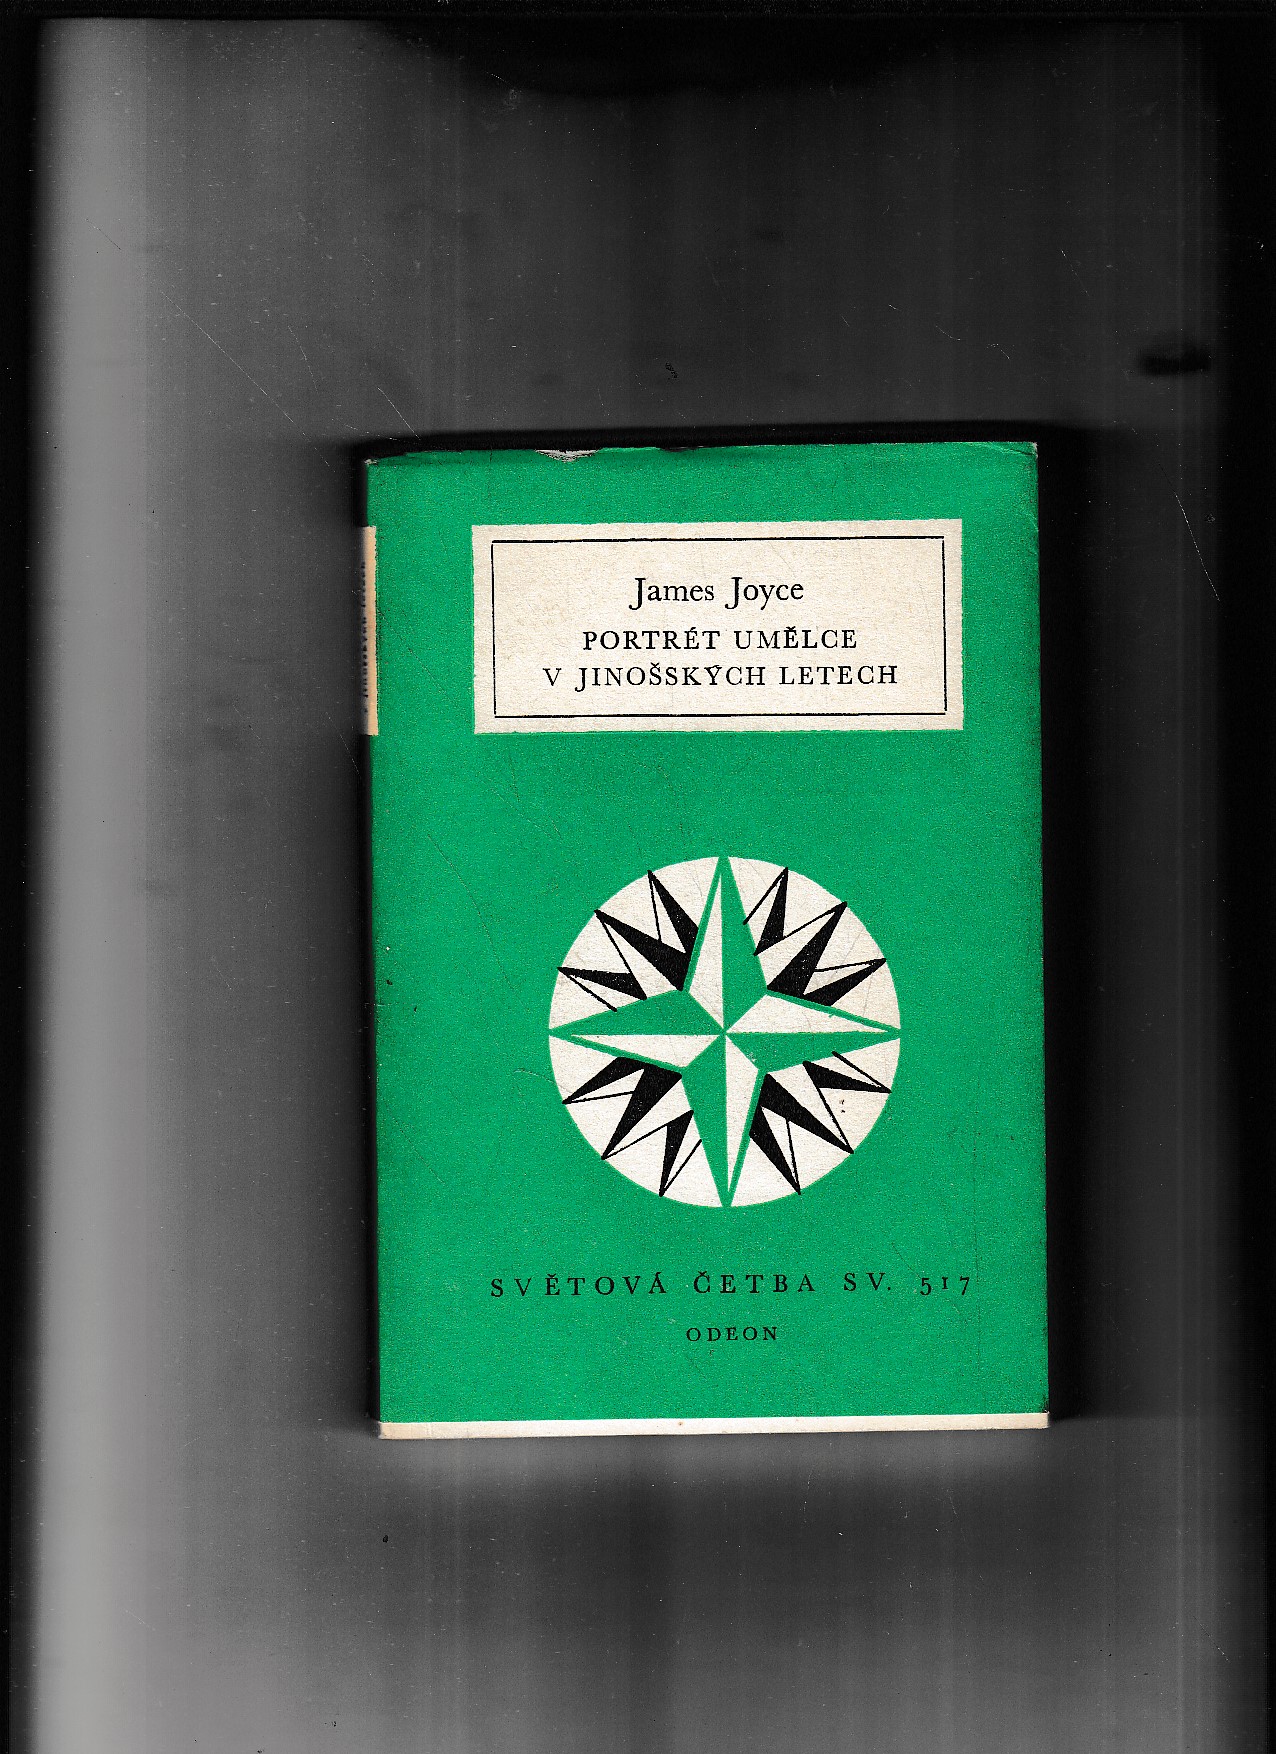 James Joyce
PORTRÉT UMĚLCE
V JINOŠSKÝCH LETECH
SVĚTOVÁ ČETBA SV. 517
ODEON